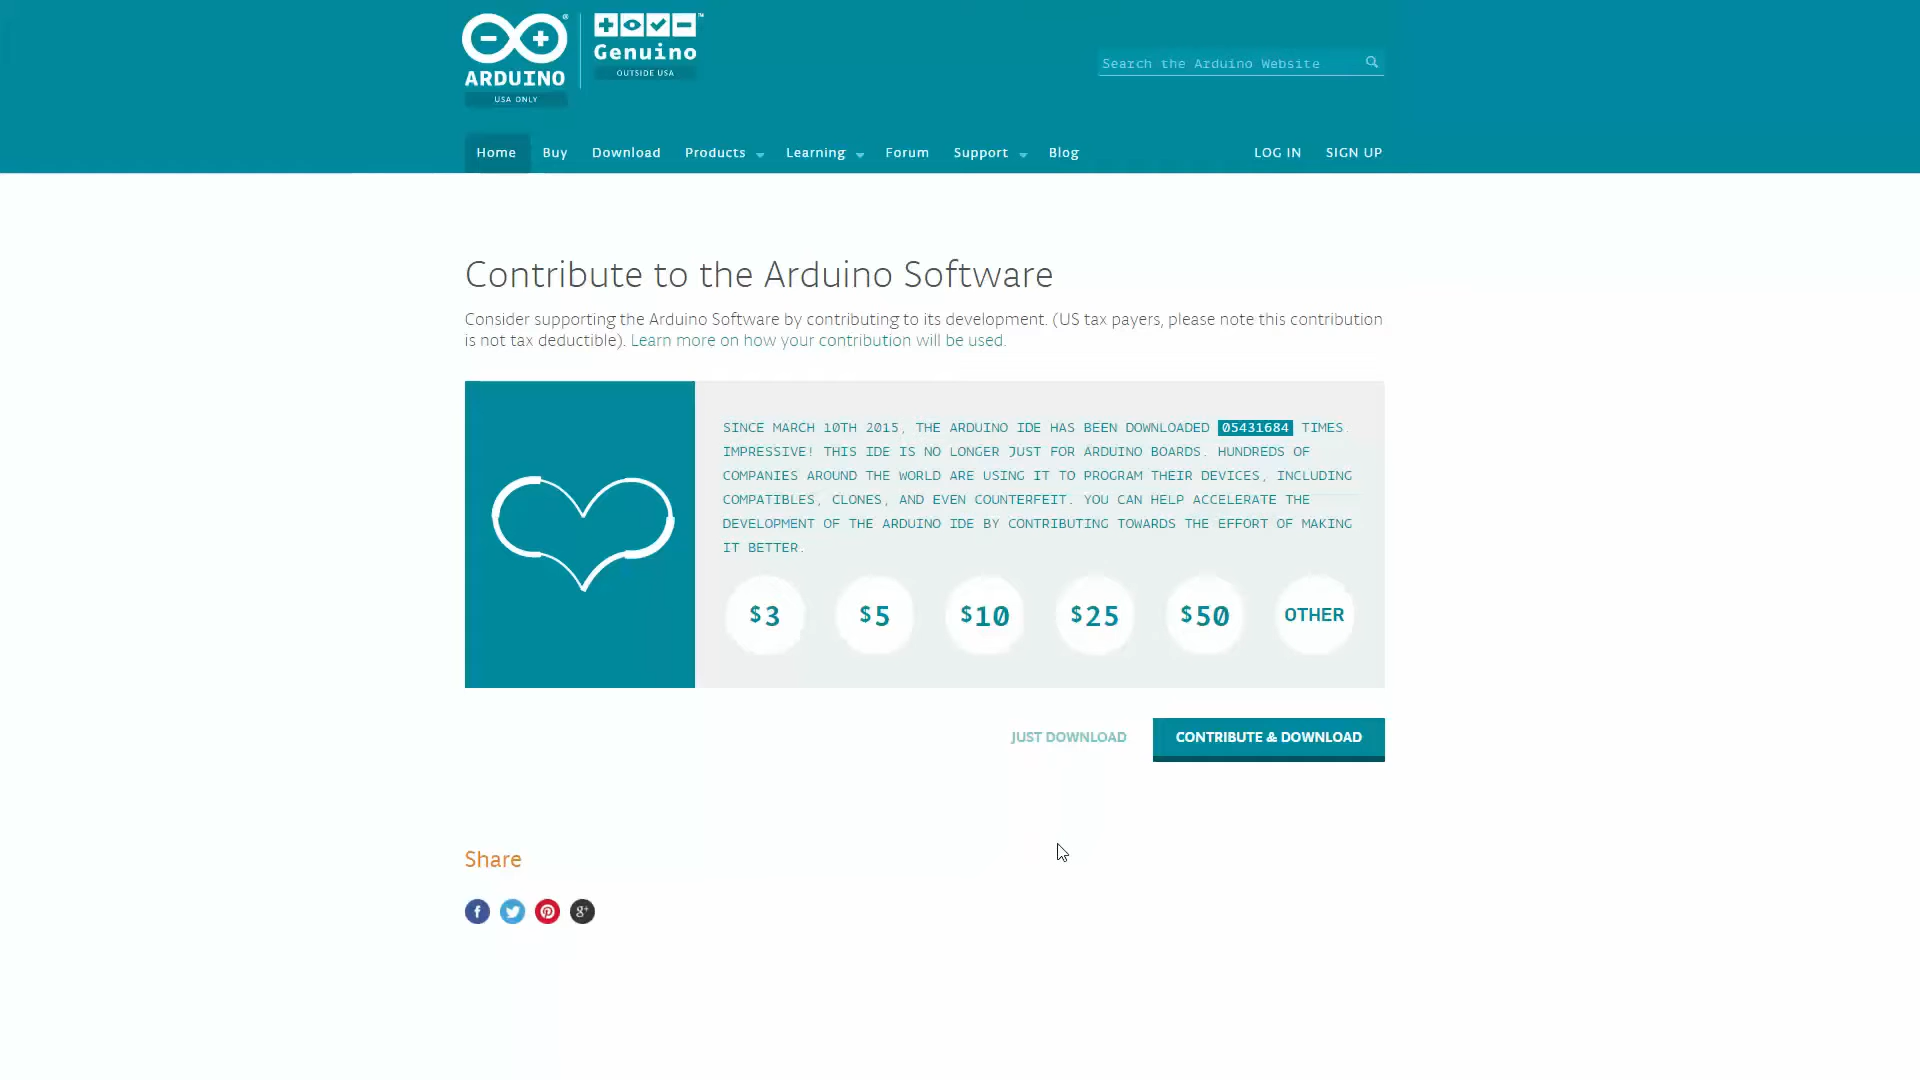 ARDUINO
USA ONLY
Genuino
OUTSIDE USA
Search the Arduino Website
Home Buy Download Products Learning Forum Support Blog LOG IN SIGN UP
Contribute to the Arduino Software
Consider supporting the Arduino Software by contributing to its development. (US tax payers, please note this contribution
is not tax deductible). Learn more on how your contribution will be used.
SINCE MARCH 10TH 2015, THE ARDUINO IDE HAS BEEN DOWNLOADED 05431684 TIMES.
IMPRESSIVE! THIS IDE IS NO LONGER JUST FOR ARDUINO BOARDS. HUNDREDS OF
COMPANIES AROUND THE WORLD ARE USING IT TO PROGRAM THEIR DEVICES, INCLUDING
COMPATIBLES, CLONES, AND EVEN COUNTERFEIT. YOU CAN HELP ACCELERATE THE
DEVELOPMENT OF THE ARDUINO IDE BY CONTRIBUTING TOWARDS THE EFFORT OF MAKING
IT BETTER.
$3 $5 $10 $25 $50 OTHER
JUST DOWNLOAD CONTRIBUTE & DOWNLOAD
Share